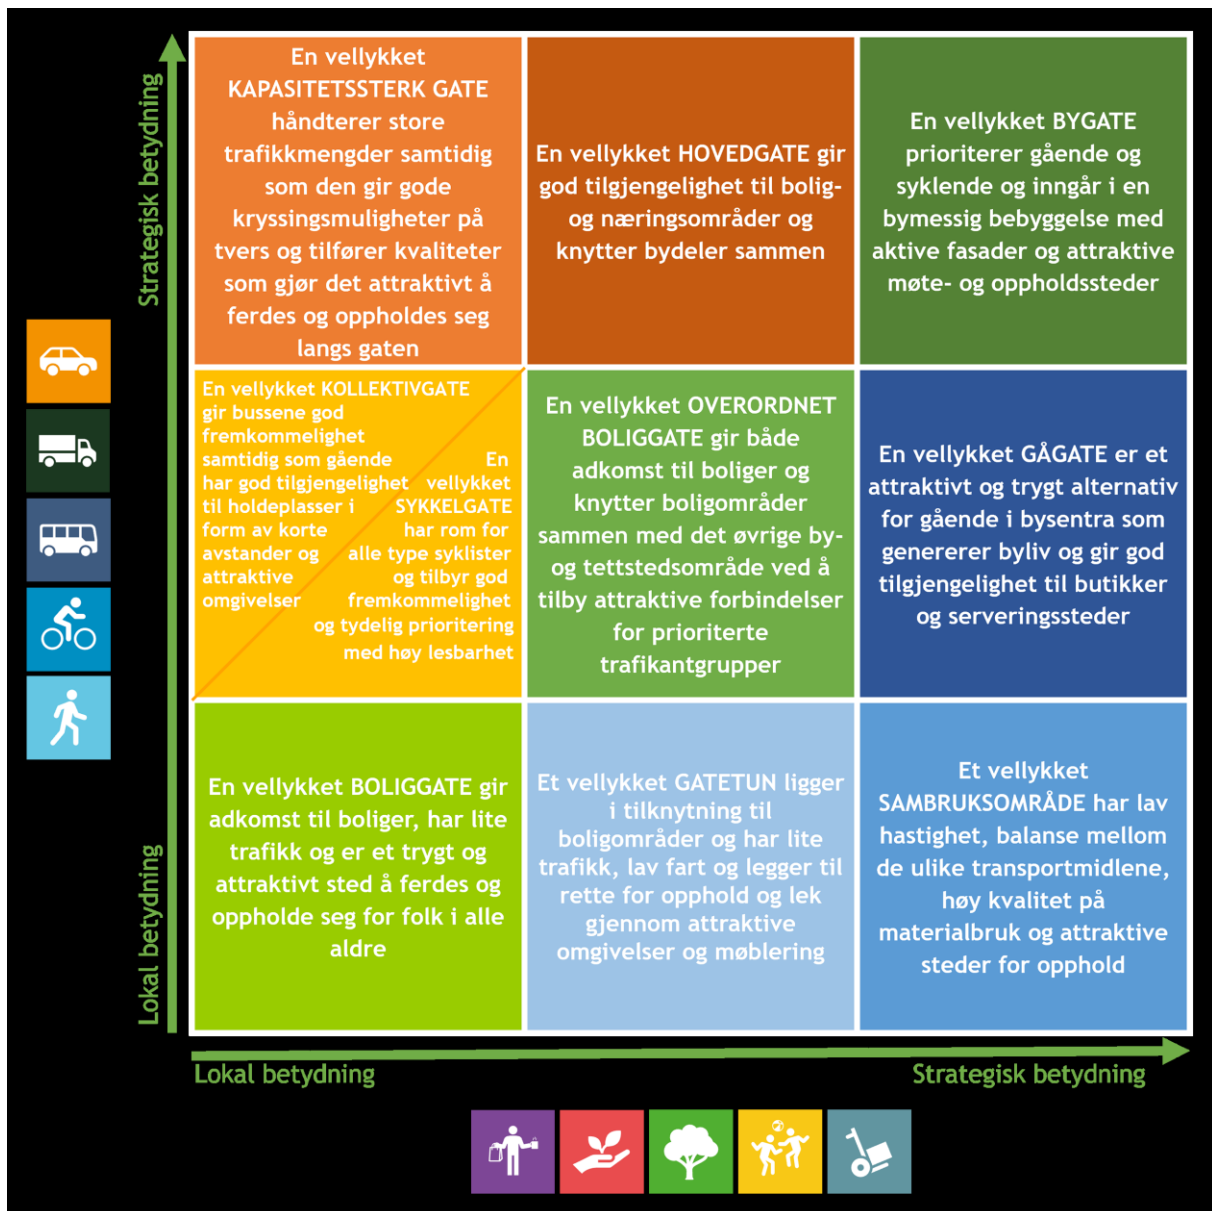 Strategisk betydning
Lokal betydning
En vellykket
KAPASITETSSTERK GATE
håndterer store
trafikkmengder samtidig
som den gir gode
kryssingsmuligheter på
tvers og tilfører kvaliteter
som gjør det attraktivt å
ferdes og oppholdes seg
langs gaten
En vellykket HOVEDGATE gir
god tilgjengelighet til bolig-
og næringsområder og
knytter bydeler sammen
En vellykket BYGATE
prioriterer gående og
syklende og inngår i en
bymessig bebyggelse med
aktive fasader og attraktive
møte- og oppholdssteder
En vellykket KOLLEKTIVGATE
gir bussene god
fremkommelighet
samtidig som gående
har god tilgjengelighet
til holdeplasser i
form av korte
avstander og
attraktive
omgivelser
En
vellykket
SYKKELGATE
har rom for
alle type syklister
og tilbyr god
fremkommelighet
og tydelig prioritering
med høy lesbarhet
En vellykket OVERORDNET
BOLIGGATE gir både
adkomst til boliger og
knytter boligområder
sammen med det øvrige by-
og tettstedsområde ved å
tilby attraktive forbindelser
for prioriterte
trafikantgrupper
En vellykket GÅGATE er et
attraktivt og trygt alternativ
for gående i bysentra som
genererer byliv og gir god
tilgjengelighet til butikker
og serveringssteder
En vellykket BOLIGGATE gir
adkomst til boliger, har lite
trafikk og er et trygt og
attraktivt sted å ferdes og
oppholde seg for folk i alle
aldre
Et vellykket GATETUN ligger
i tilknytning til
boligområder og har lite
trafikk, lav fart og legger til
rette for opphold og lek
gjennom attraktive
omgivelser og møblering
Et vellykket
SAMBRUKSOMRÅDE har lav
hastighet, balanse mellom
de ulike transportmidlene,
høy kvalitet på
materialbruk og attraktive
steder for opphold
Lokal betydning
Strategisk betydning